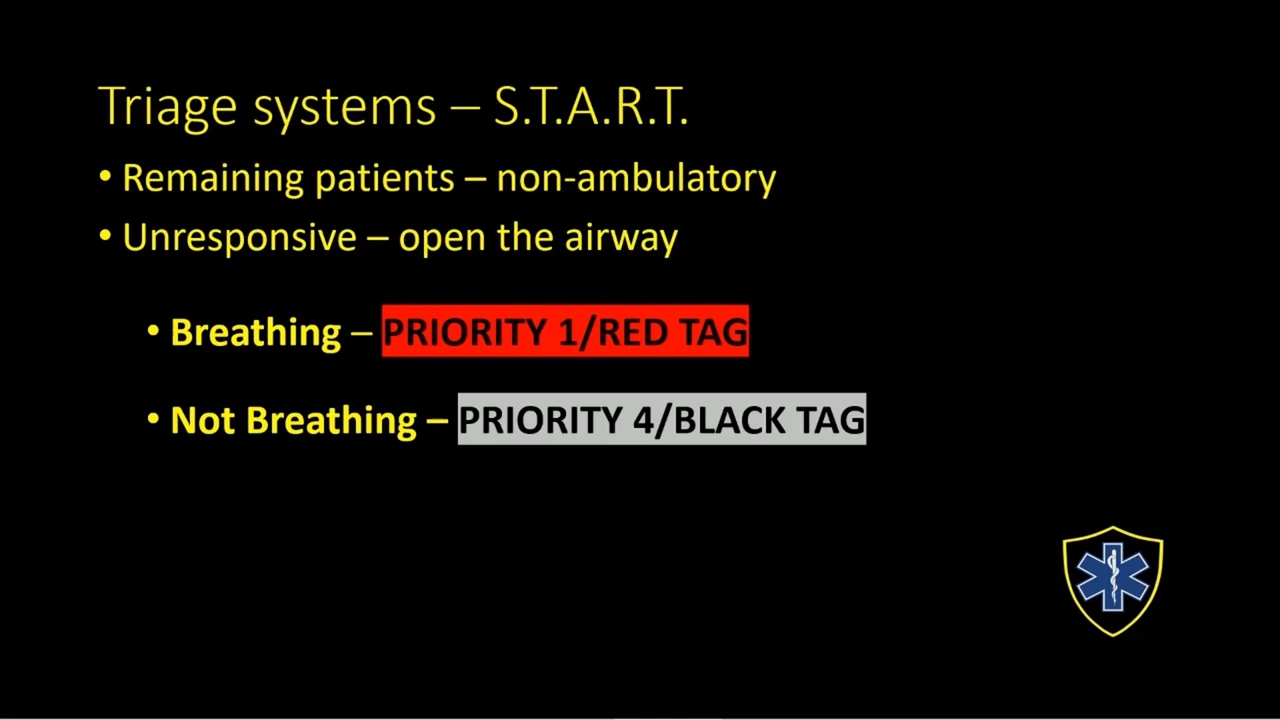 Triage systems – S.T.A.R.T.
• Remaining patients – non-ambulatory
• Unresponsive – open the airway
• Breathing – PRIORITY 1/RED TAG
• Not Breathing – PRIORITY 4/BLACK TAG